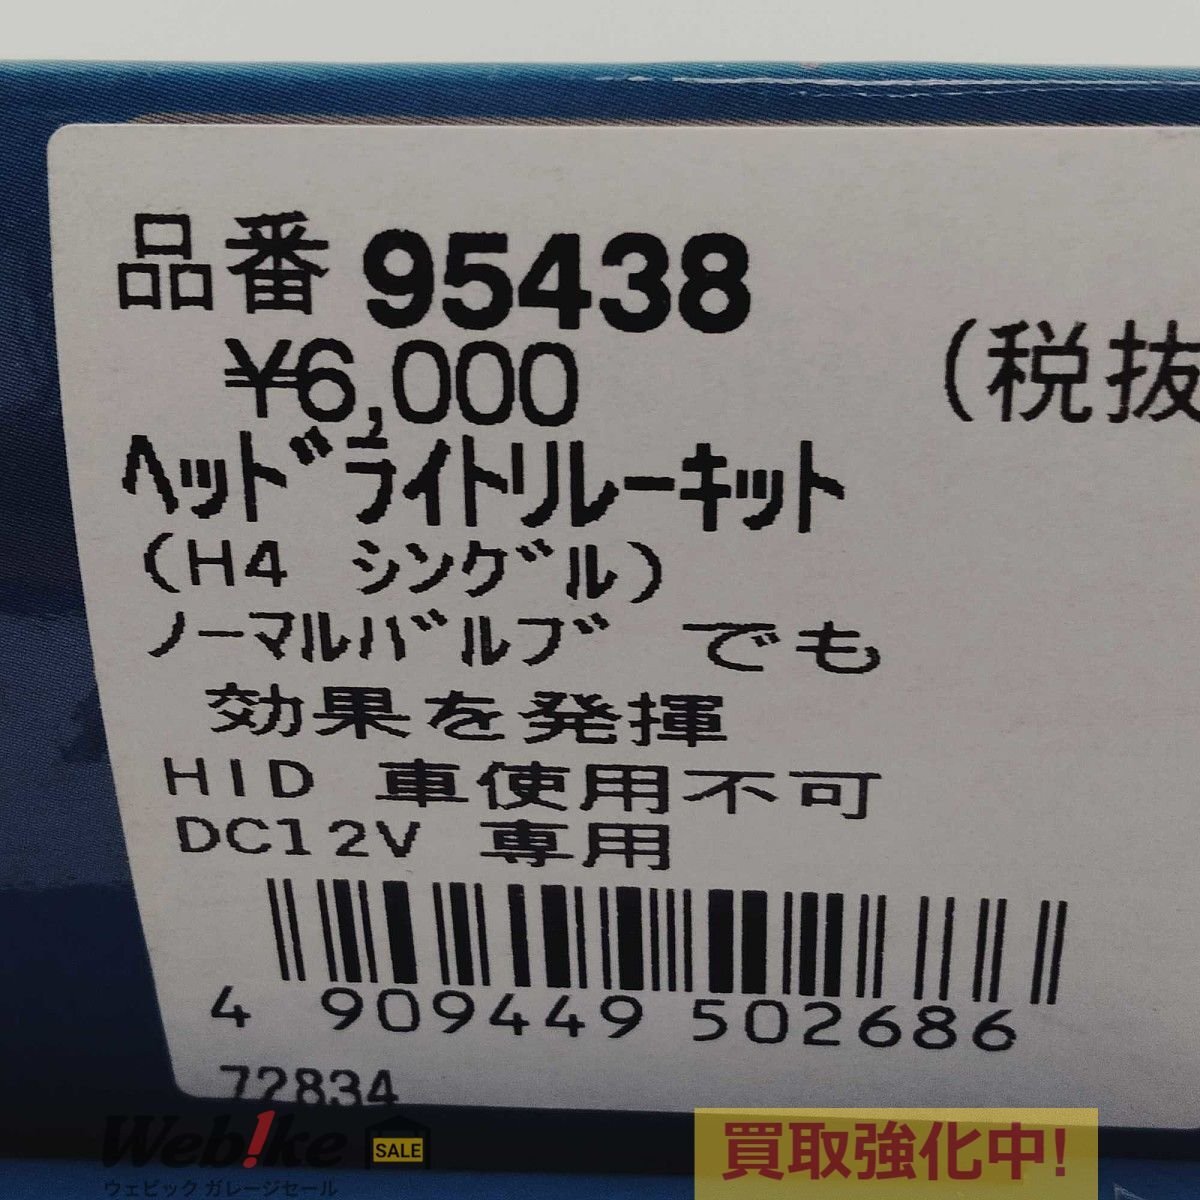 品番 95438
¥6,000 (税抜
ヘッドライトリレーキット
(H4 シングル)
ノーマルバルブ でも
効果を発揮
HID 車使用不可
DC12V 専用
4 909449 502686
72834
Web!ke SALE
ウェビック ガレージセール
買取強化中!